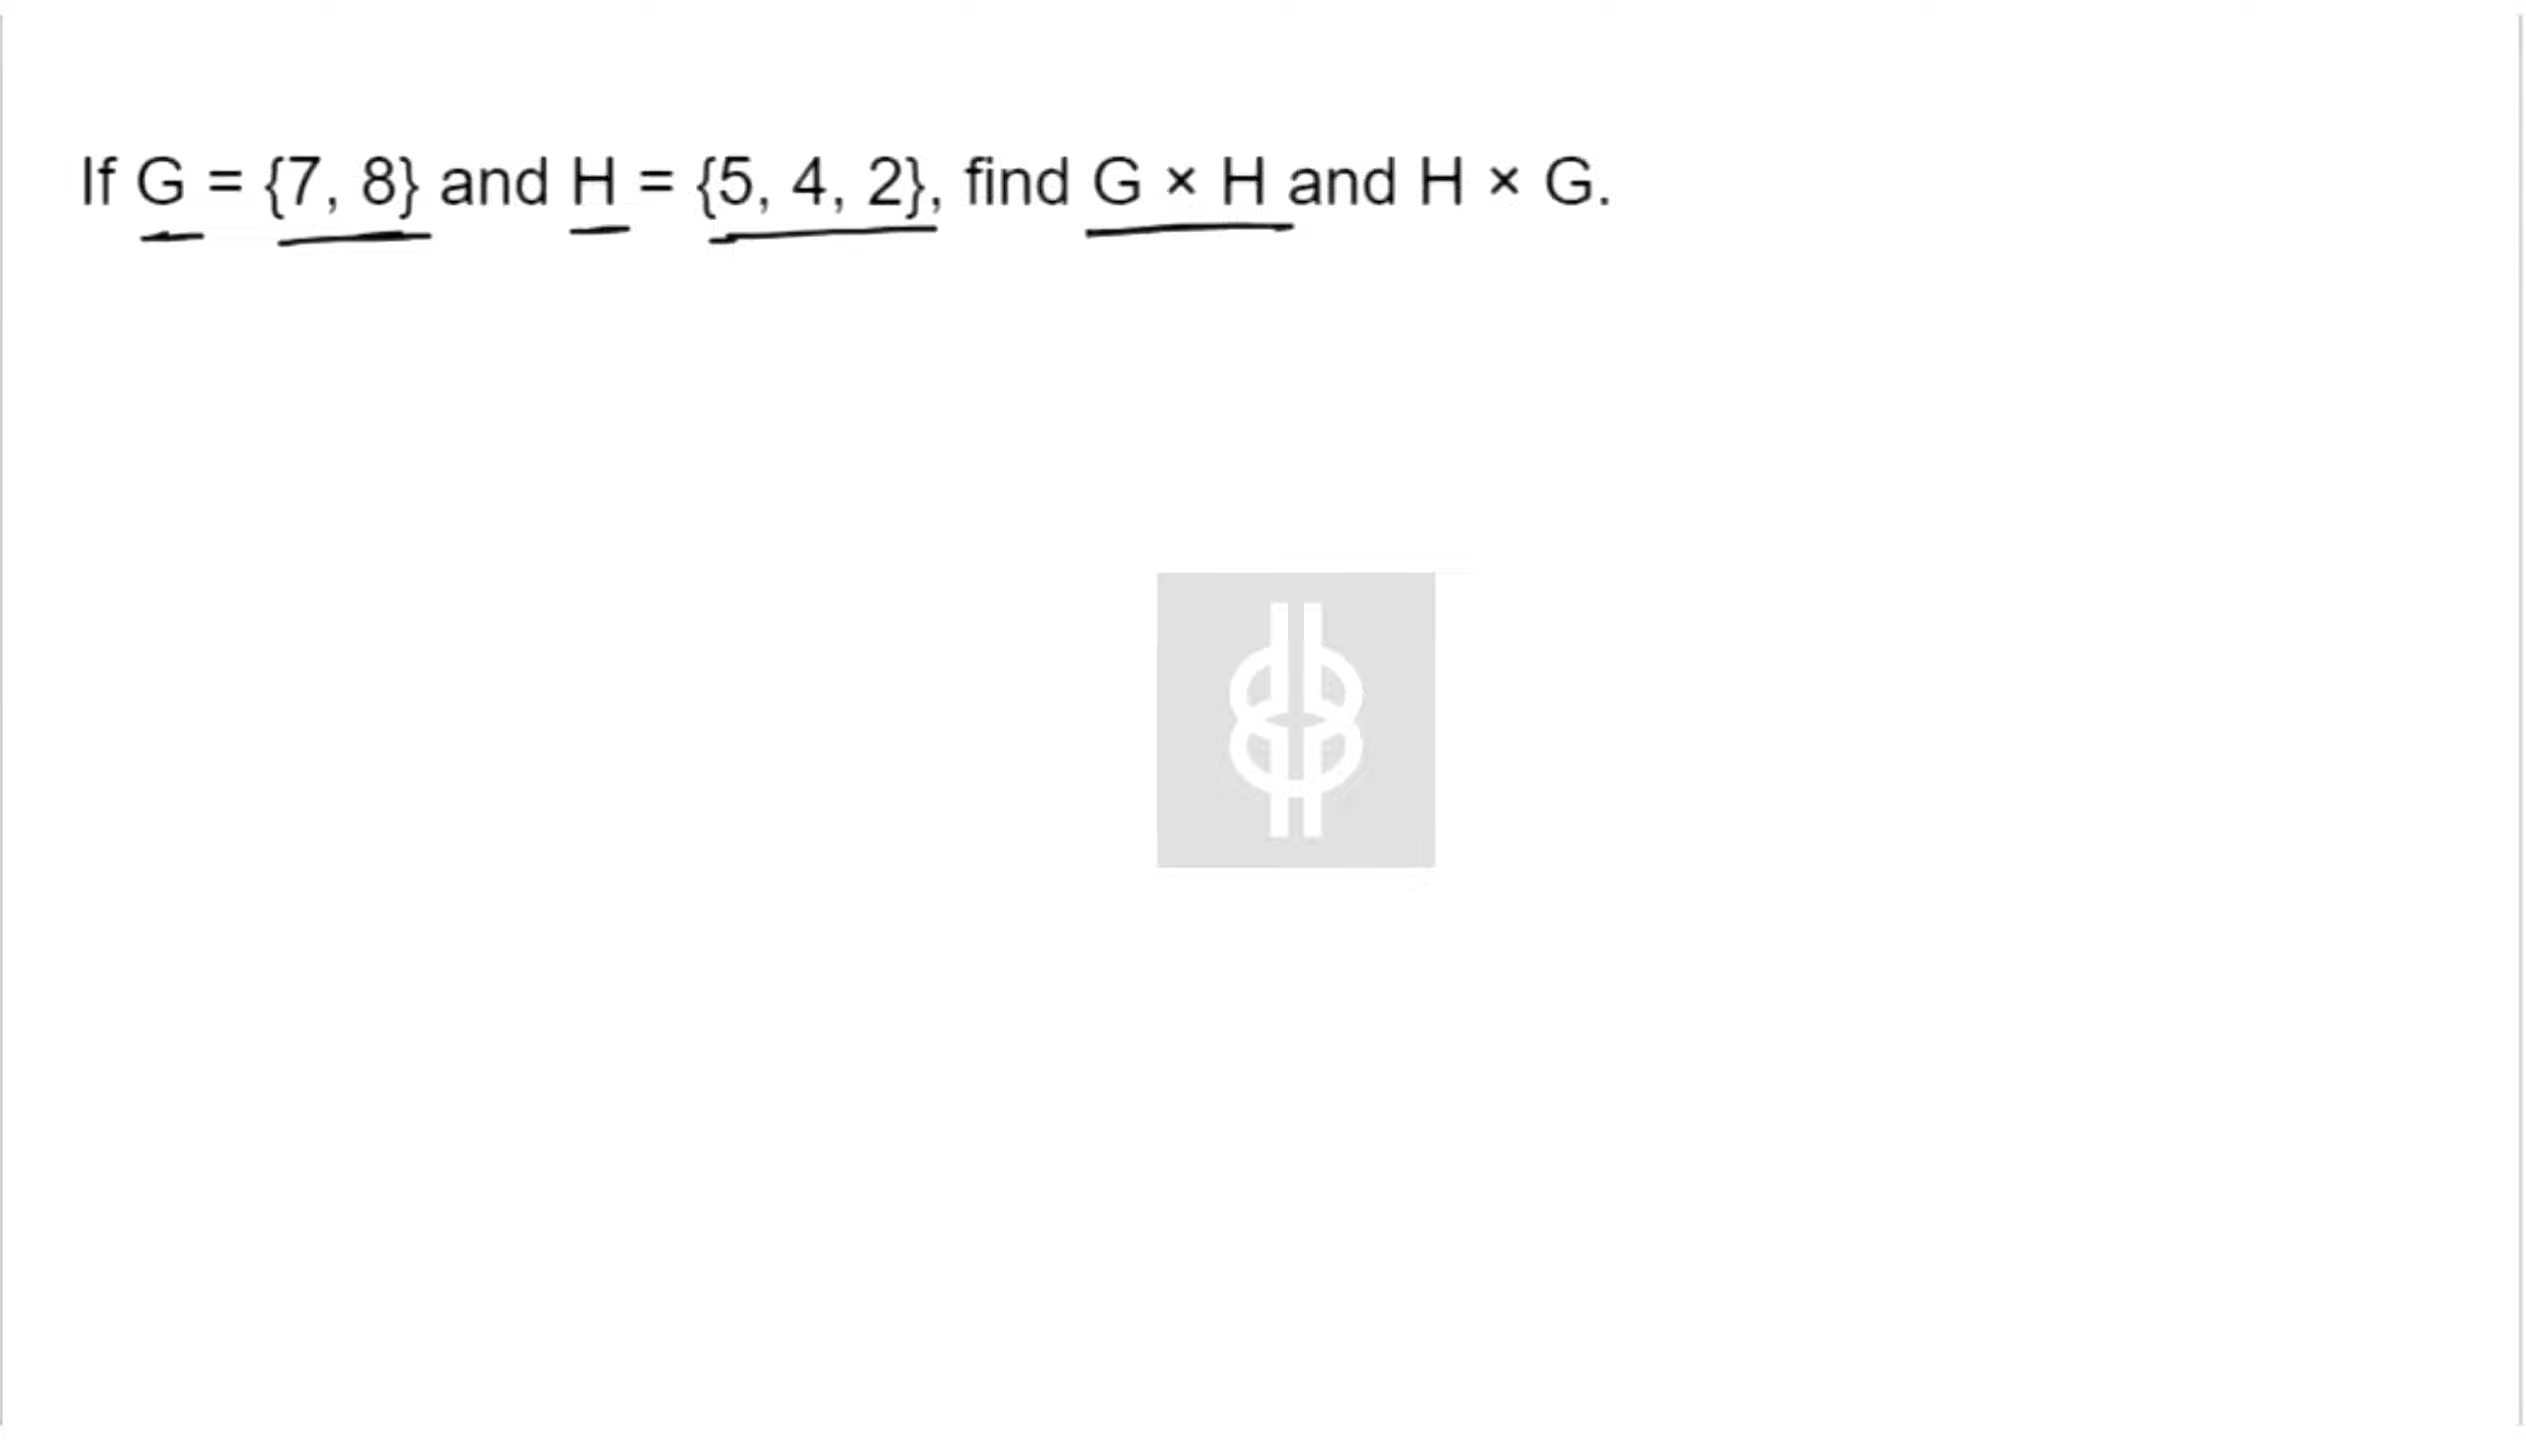 If G = {7, 8} and H = {5, 4, 2}, find G × H and H × G.